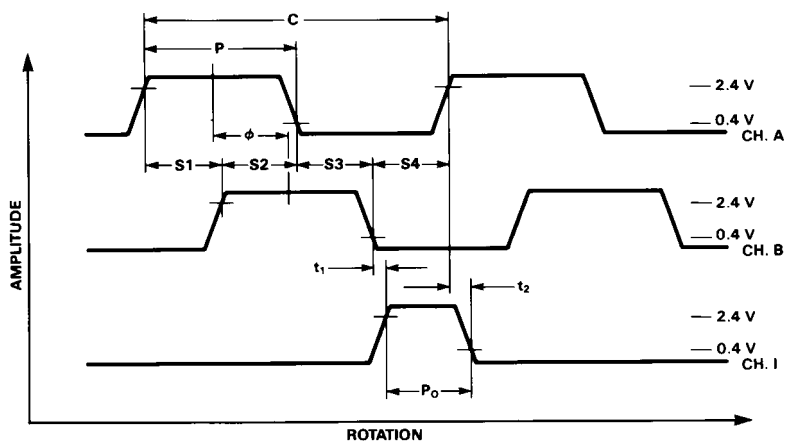 C
P
2.4 V
0.4 V
CH. A
ϕ
S1 S2 S3 S4
2.4 V
0.4 V
CH. B
t₁ t₂
2.4 V
0.4 V
CH. I
P₀
AMPLITUDE
ROTATION